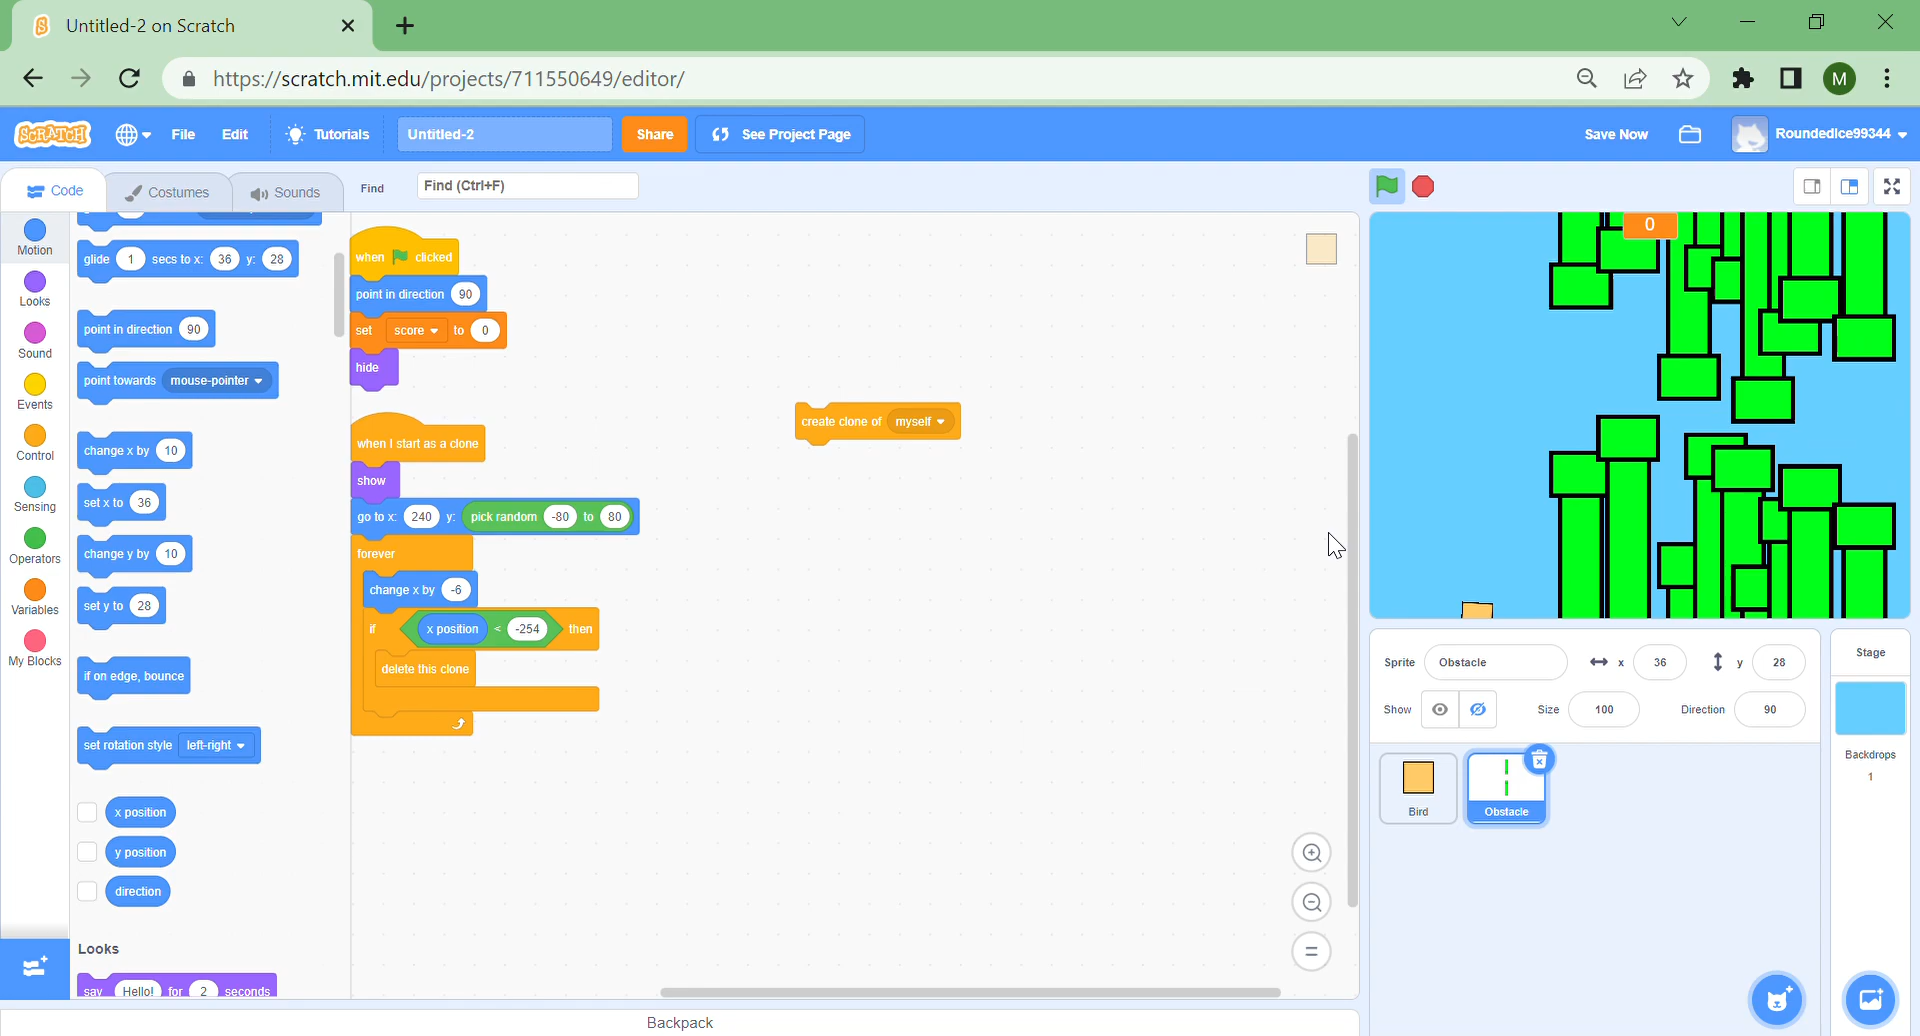 Untitled-2 on Scratch
https://scratch.mit.edu/projects/711550649/editor/
M
SCRATCH
File
Edit
Tutorials
Untitled-2
Share
See Project Page
Save Now
RoundedIce99344
Code
Costumes
Sounds
Find
Find (Ctrl+F)
Motion
Looks
Sound
Events
Control
Sensing
Operators
Variables
My Blocks
glide 1 secs to x: 36 y: 28
point in direction 90
point towards mouse-pointer
change x by 10
set x to 36
change y by 10
set y to 28
if on edge, bounce
set rotation style left-right
x position
y position
direction
Looks
say Hello! for 2 seconds
when clicked
point in direction 90
set score to 0
hide
when I start as a clone
show
go to x: 240 y: pick random -80 to 80
forever
change x by -6
if x position < -254 then
delete this clone
create clone of myself
=
Backpack
0
Sprite Obstacle x 36 y 28
Show Size 100 Direction 90
Bird
Obstacle
Stage
Backdrops
1